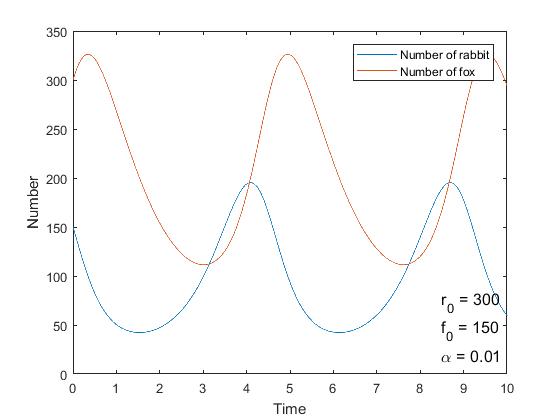 350
300
250
200
150
100
50
0
Number
Number of rabbit
Number of fox
r0 = 300
f0 = 150
α = 0.01
0 1 2 3 4 5 6 7 8 9 10
Time